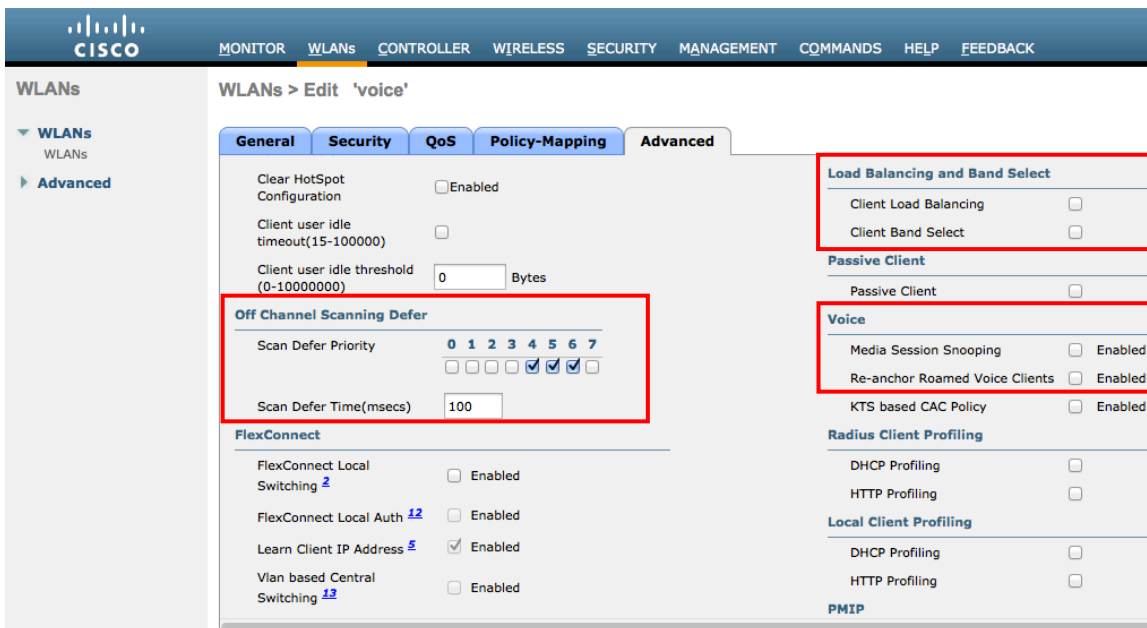 CISCO
MONITOR WLANs CONTROLLER WIRELESS SECURITY MANAGEMENT COMMANDS HELP FEEDBACK
WLANs
WLANs
WLANs
Advanced
WLANs > Edit 'voice'
General Security QoS Policy-Mapping Advanced
Clear HotSpot
Configuration
Enabled
Client user idle
timeout(15-100000)
Client user idle threshold
(0-10000000)
0 Bytes
Off Channel Scanning Defer
Scan Defer Priority
0 1 2 3 4 5 6 7
Scan Defer Time(msecs) 100
FlexConnect
FlexConnect Local
Switching 2
Enabled
FlexConnect Local Auth 12 Enabled
Learn Client IP Address 5 Enabled
Vlan based Central
Switching 13
Enabled
Load Balancing and Band Select
Client Load Balancing
Client Band Select
Passive Client
Passive Client
Voice
Media Session Snooping Enabled
Re-anchor Roamed Voice Clients Enabled
KTS based CAC Policy Enabled
Radius Client Profiling
DHCP Profiling
HTTP Profiling
Local Client Profiling
DHCP Profiling
HTTP Profiling
PMIP